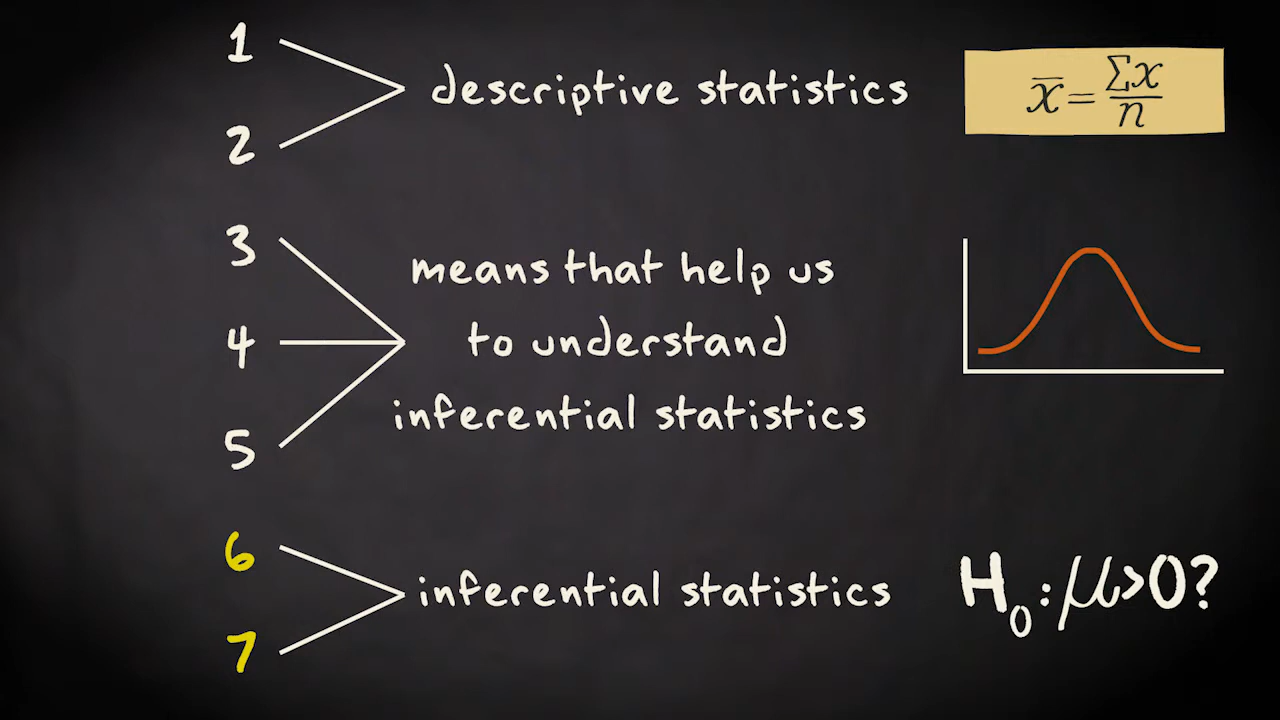 1
2
descriptive statistics
x̄ = Σx / n
3
4
5
means that help us
to understand
inferential statistics
6
7
inferential statistics
H₀: μ>0?